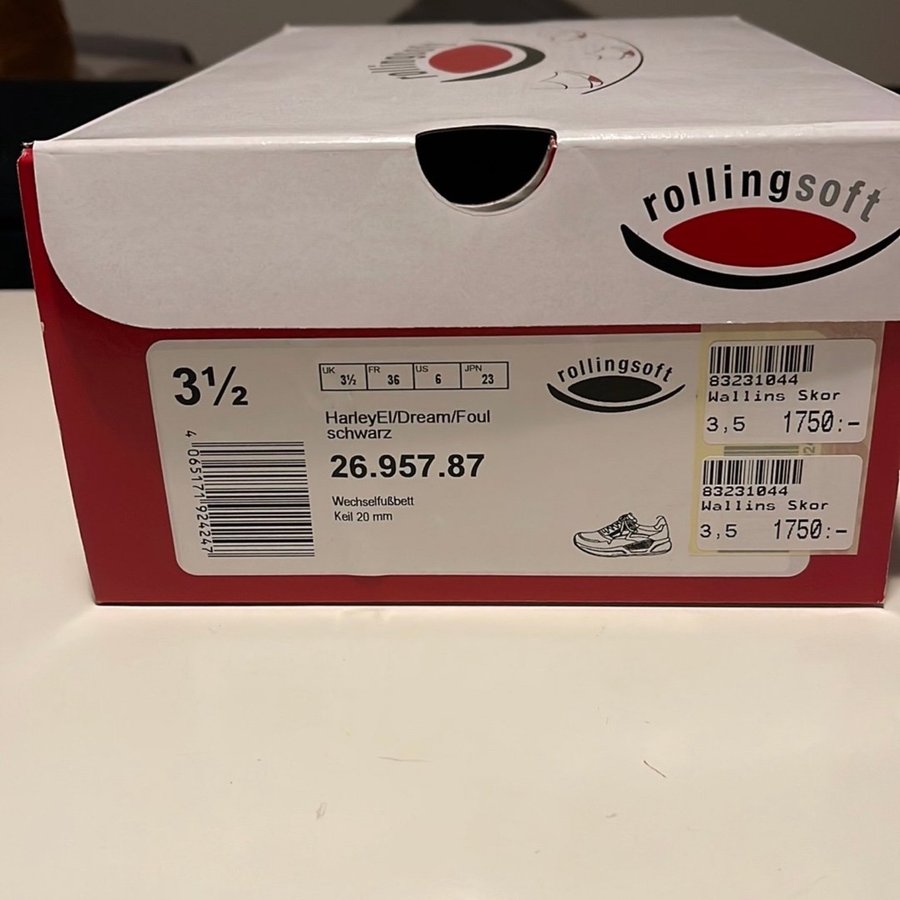 rollingsoft
rollingsoft
3½
UK 3½ FR 36 US 6 JPN 23
rollingsoft
HarleyEl/Dream/Foul
schwarz
26.957.87
Wechselfußbett
Keil 20 mm
4 065171 924247
83231044
Wallins Skor
3,5 1750:-
83231044
Wallins Skor
3,5 1750:-